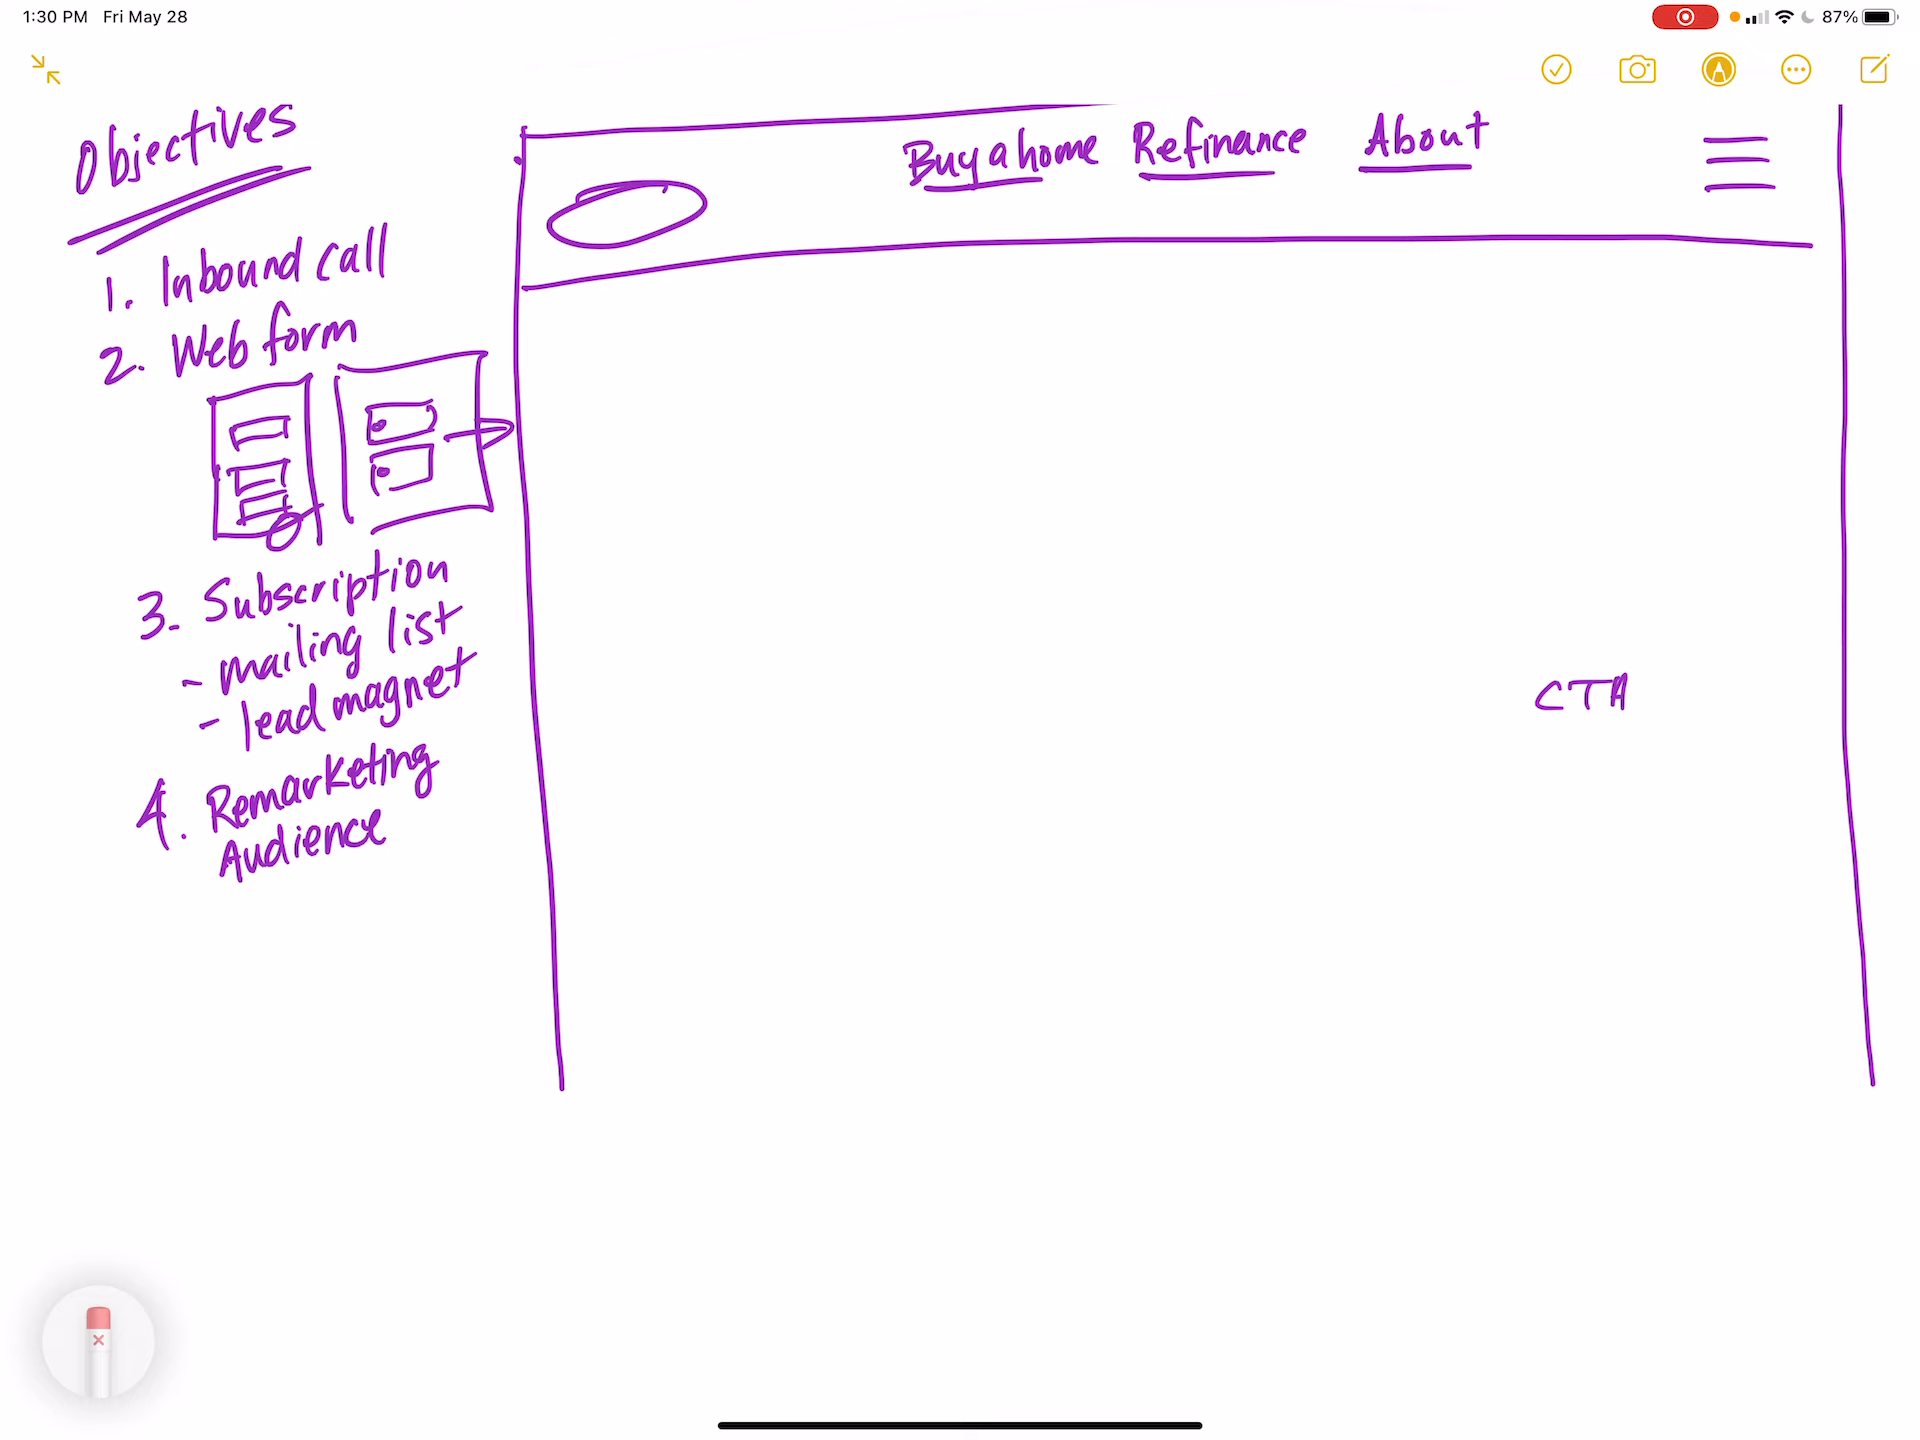 1:30 PM Fri May 28
87%
Objectives
1. Inbound call
2. Web form
3. Subscription
- mailing list
- lead magnet
4. Remarketing
Audience
Buy a home Refinance About
CTA